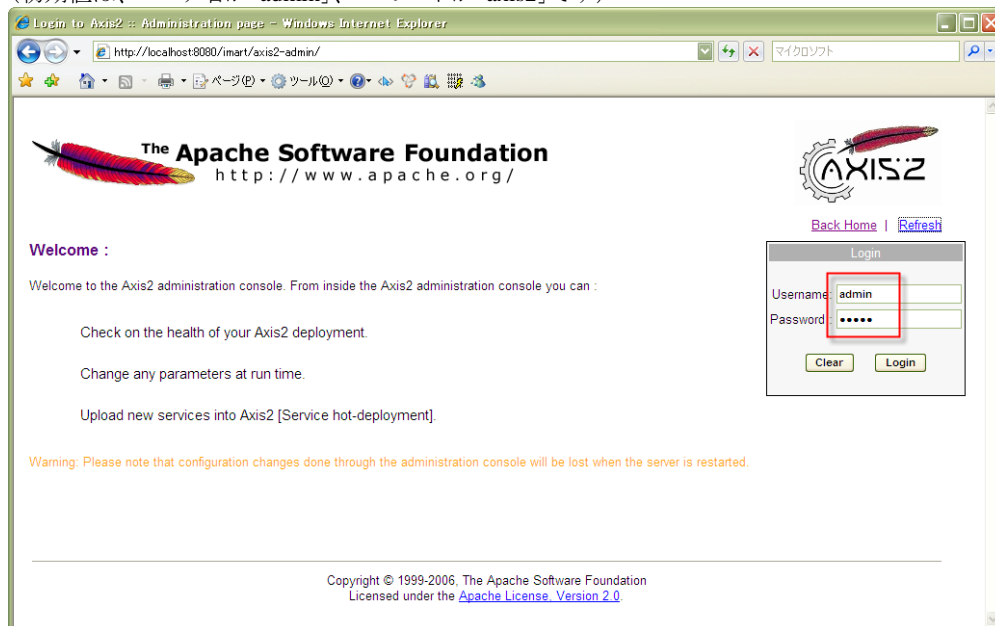 Login to Axis2 :: Administration page - Windows Internet Explorer
http://localhost:8080/imart/axis2-admin/
マイクロソフト
ページ(P)
ツール(O)
The Apache Software Foundation
http://www.apache.org/
AXIS2
Back Home | Refresh
Welcome :
Login
Welcome to the Axis2 administration console. From inside the Axis2 administration console you can :
Username: admin
Password : •••••
Check on the health of your Axis2 deployment.
Clear Login
Change any parameters at run time.
Upload new services into Axis2 [Service hot-deployment].
Warning: Please note that configuration changes done through the administration console will be lost when the server is restarted.
Copyright © 1999-2006, The Apache Software Foundation
Licensed under the Apache License, Version 2.0.